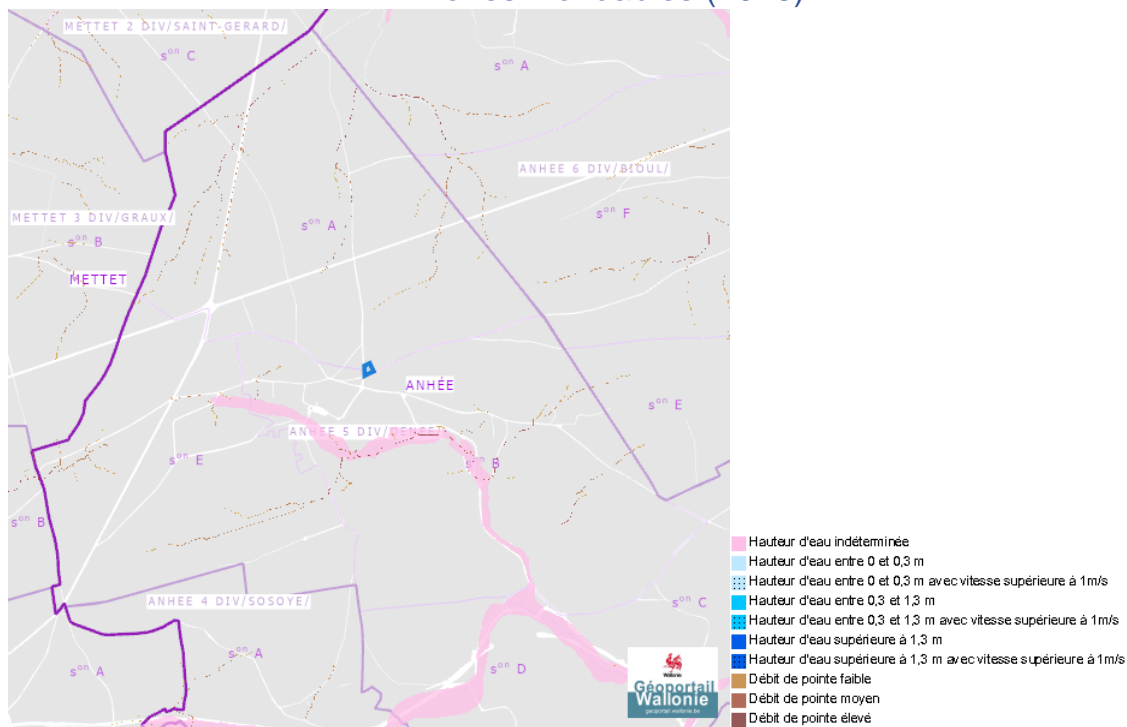 METTET 2 DIV/SAINT-GERARD/
sᵒⁿ C
sᵒⁿ A
ANHEE 6 DIV/BIOUL/
METTET 3 DIV/GRAUX/
sᵒⁿ A
sᵒⁿ F
sᵒⁿ B
METTET
ANHÉE
sᵒⁿ E
ANHEE 5 DIV/DENEE/
sᵒⁿ E
sᵒⁿ B
sᵒⁿ B
ANHEE 4 DIV/SOSOYE/
sᵒⁿ C
sᵒⁿ A
sᵒⁿ A
sᵒⁿ D
Wallonie
Géoportail
Wallonie
geoportail.wallonie.be
Hauteur d'eau indéterminée
Hauteur d'eau entre 0 et 0,3 m
Hauteur d'eau entre 0 et 0,3 m avec vitesse supérieure à 1m/s
Hauteur d'eau entre 0,3 et 1,3 m
Hauteur d'eau entre 0,3 et 1,3 m avec vitesse supérieure à 1m/s
Hauteur d'eau supérieure à 1,3 m
Hauteur d'eau supérieure à 1,3 m avec vitesse supérieure à 1m/s
Débit de pointe faible
Débit de pointe moyen
Débit de pointe élevé